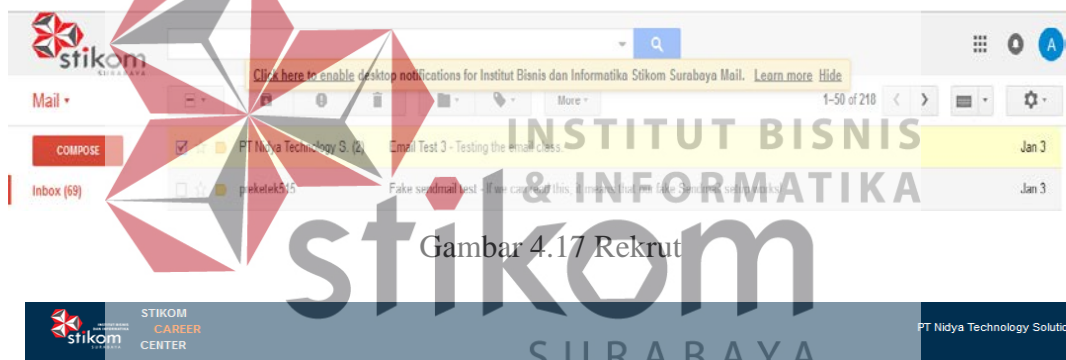 stikom
SURABAYA
Click here to enable desktop notifications for Institut Bisnis dan Informatika Stikom Surabaya Mail. Learn more Hide
Mail
More
1-50 of 218
COMPOSE
PT Nidya Technology S. (2) Email Test 3 - Testing the email class. Jan 3
Inbox (69)
preketek515 Fake sendmail test - If we can read this, it means that our fake Sendmail setup works! Jan 3
A
INSTITUT BISNIS
& INFORMATIKA
stikom
SURABAYA
Gambar 4.17 Rekrut
stikom
STIKOM
CAREER
CENTER
PT Nidya Technology Solutio